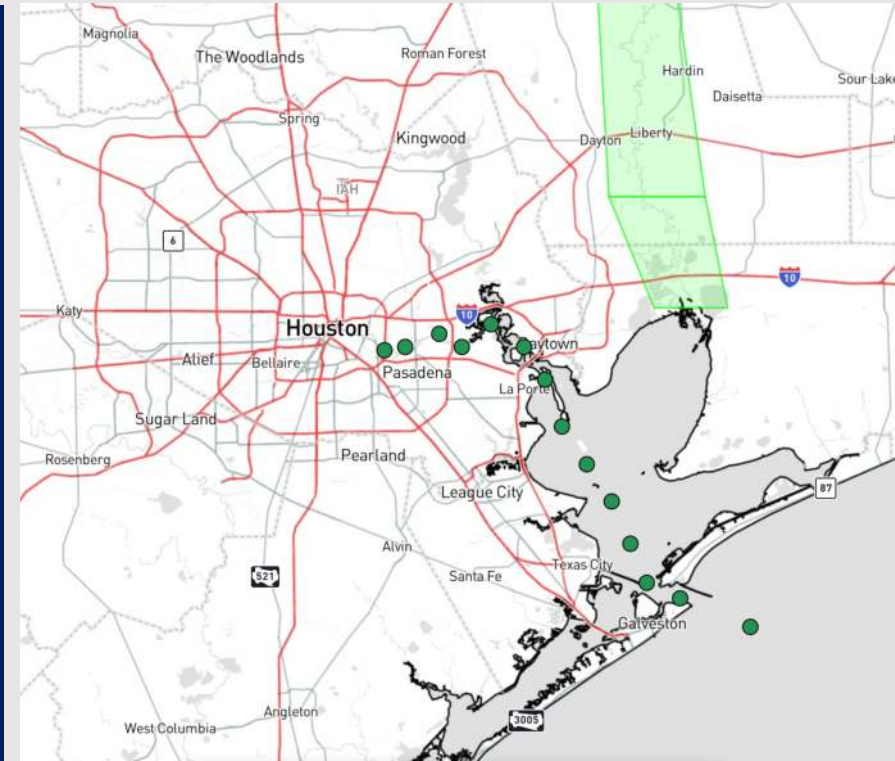 Magnolia
The Woodlands
Roman Forest
Hardin
Sour Lake
Daisetta
Spring
Kingwood
Dayton
Liberty
IAH
6
10
Katy
10
Houston
aytown
Alief
Bellaire
Pasadena
La Porte
Sugar Land
Rosenberg
Pearland
League City
87
Alvin
Texas City
521
Santa Fe
Galveston
Angleton
3005
West Columbia